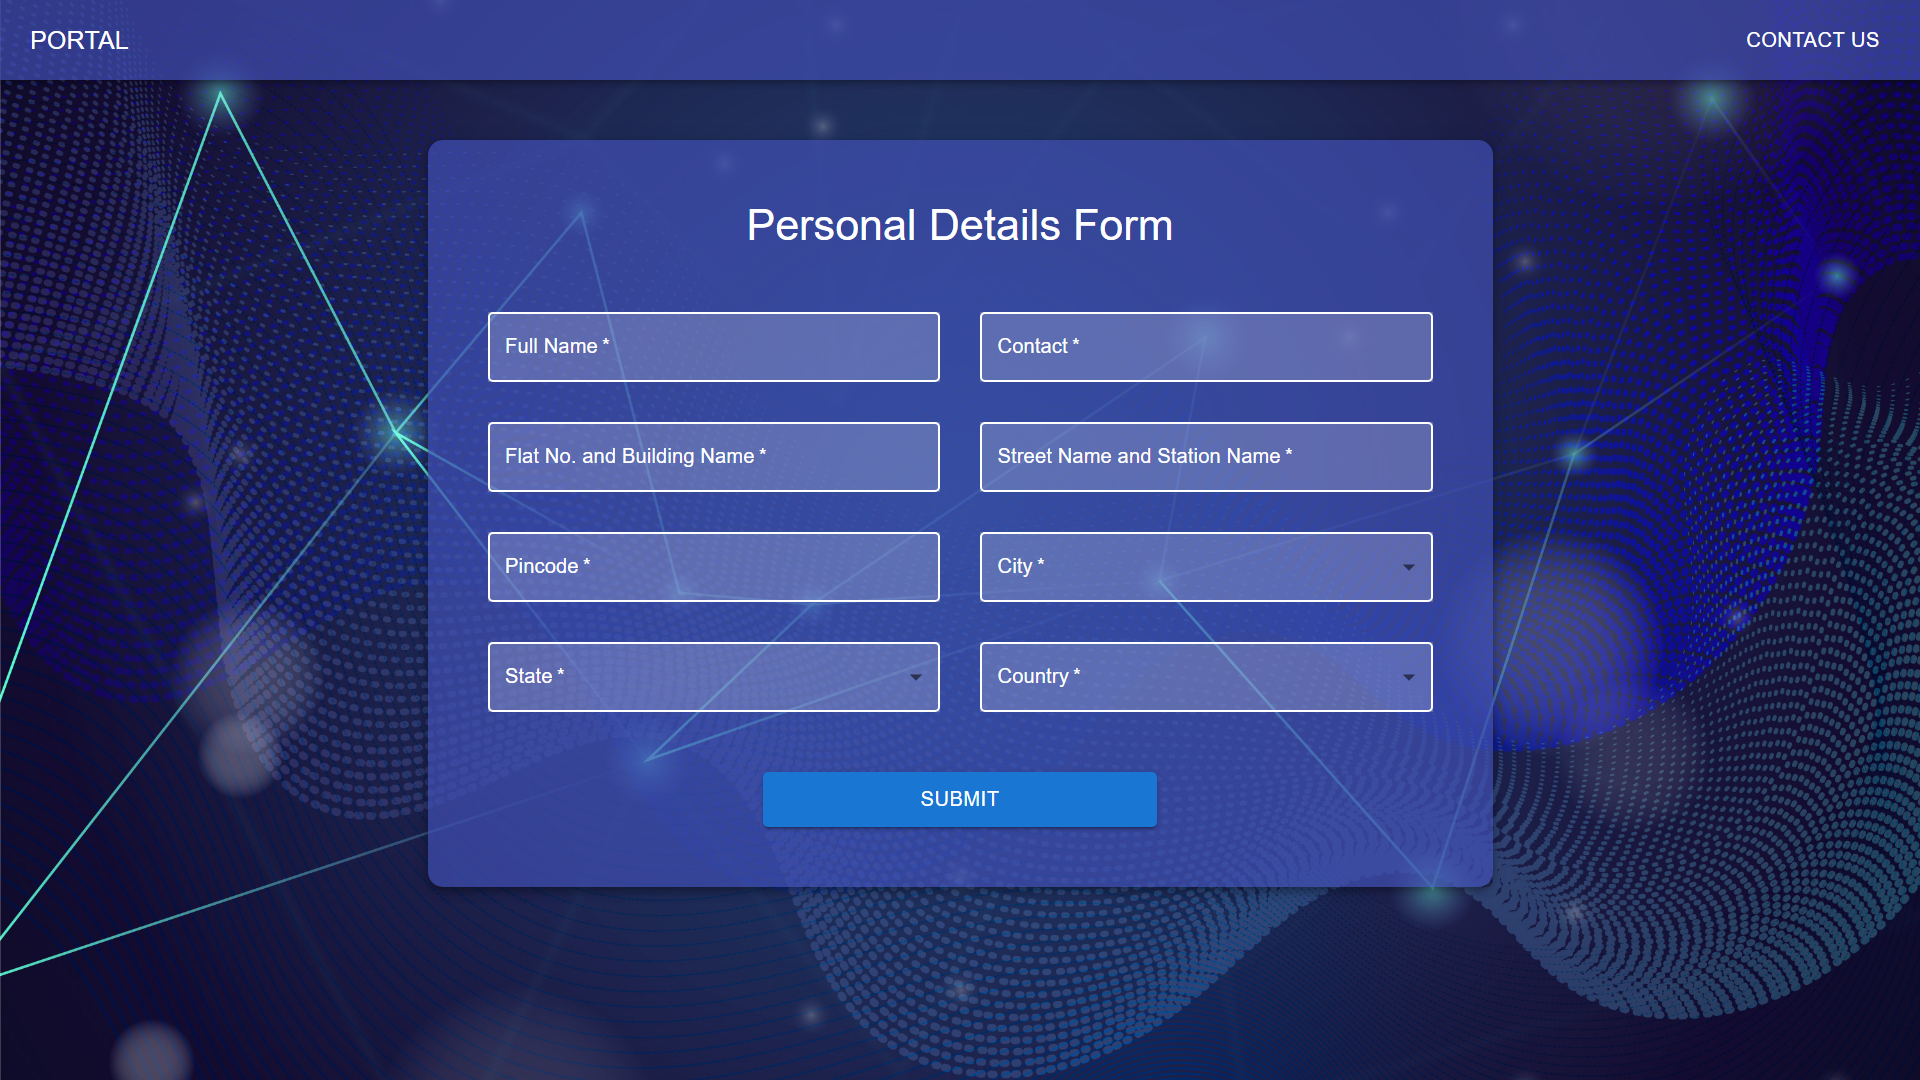 PORTAL
CONTACT US
Personal Details Form
Full Name *
Contact *
Flat No. and Building Name *
Street Name and Station Name *
Pincode *
City *
State *
Country *
SUBMIT